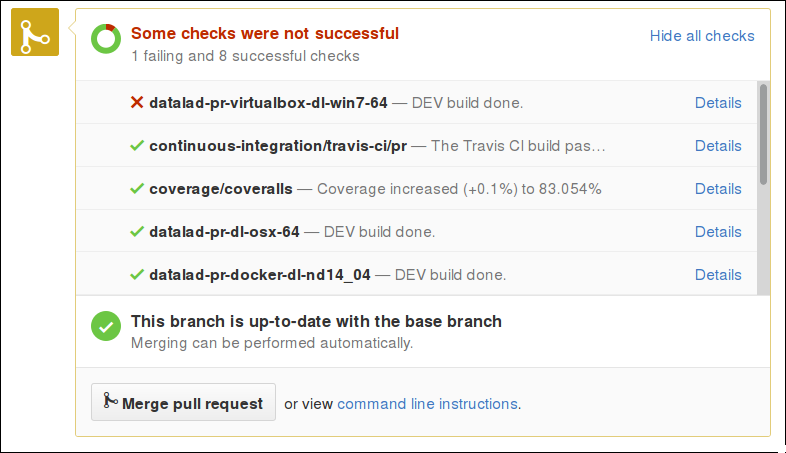 Some checks were not successful
Hide all checks
1 failing and 8 successful checks
datalad-pr-virtualbox-dl-win7-64 — DEV build done.
Details
continuous-integration/travis-ci/pr — The Travis CI build pas…
Details
coverage/coveralls — Coverage increased (+0.1%) to 83.054%
Details
datalad-pr-dl-osx-64 — DEV build done.
Details
datalad-pr-docker-dl-nd14_04 — DEV build done.
Details
This branch is up-to-date with the base branch
Merging can be performed automatically.
Merge pull request or view command line instructions.